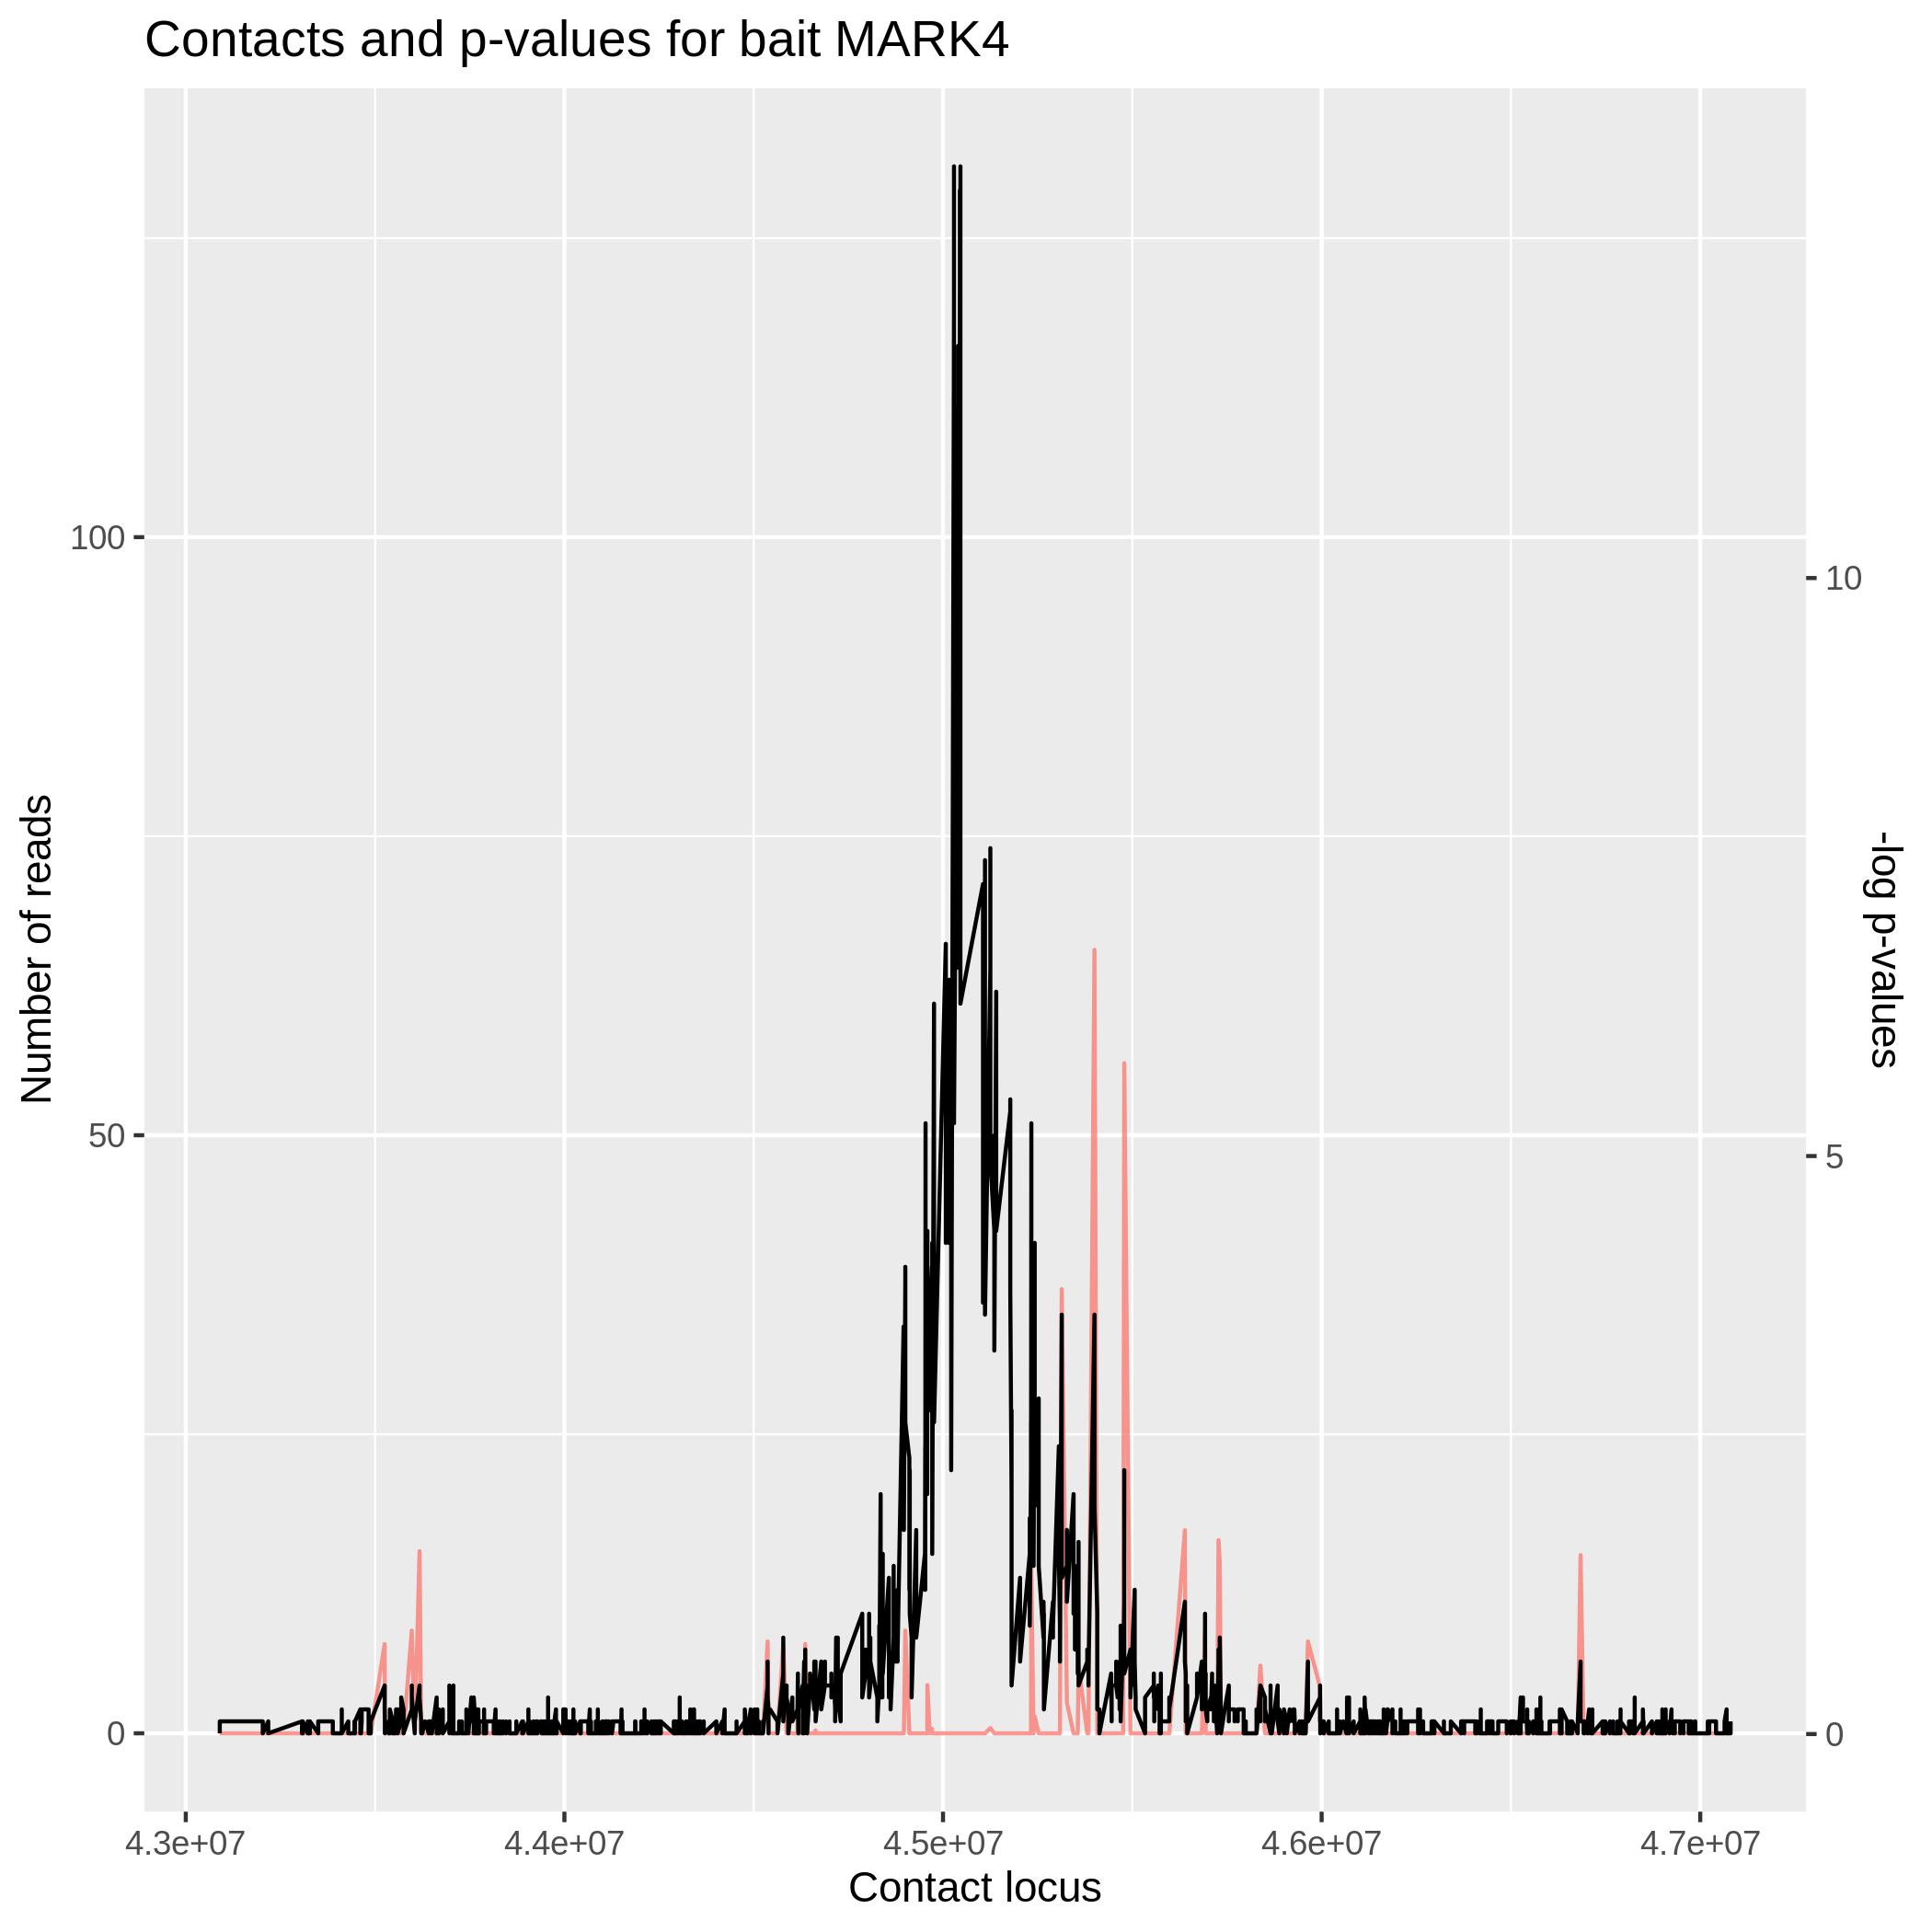 Contacts and p-values for bait MARK4
Number of reads
100
50
0
10
5
0
-log p-values
4.3e+07
4.4e+07
4.5e+07
4.6e+07
4.7e+07
Contact locus